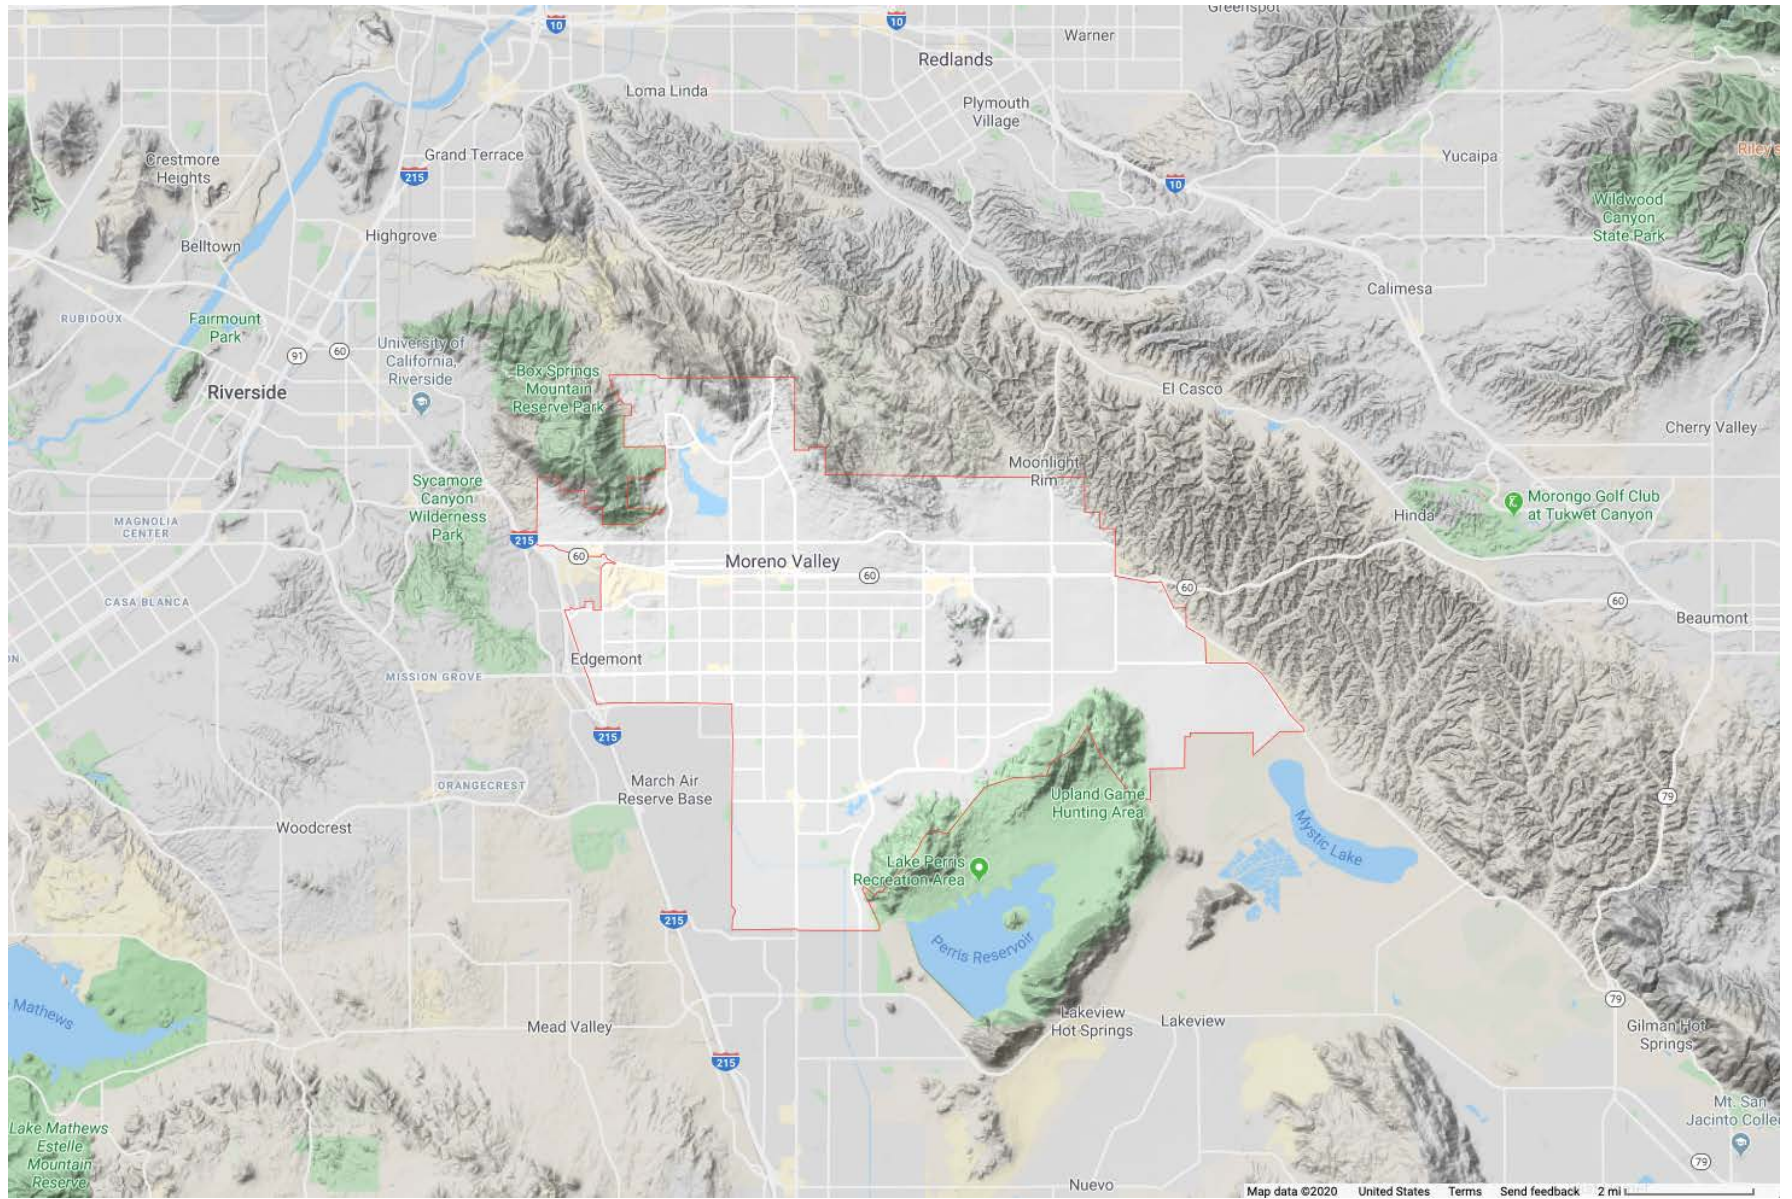 Greenspot
10
10
Warner
Redlands
Loma Linda
Plymouth
Village
Crestmore
Heights
Grand Terrace
215
Yucaipa
10
Wildwood
Canyon
State Park
Highgrove
Belltown
Calimesa
RUBIDOUX
Fairmount
Park
University of
California,
Riverside
91
60
Box Springs
Mountain
Reserve Park
Riverside
El Casco
Cherry Valley
Moonlight
Rim
Sycamore
Canyon
Wilderness
Park
Morongo Golf Club
at Tukwet Canyon
Hinda
MAGNOLIA
CENTER
215
60
Moreno Valley
60
60
60
CASA BLANCA
Beaumont
Edgemont
MISSION GROVE
215
March Air
Reserve Base
ORANGECREST
Upland Game
Hunting Area
79
Woodcrest
Mystic Lake
Lake Perris
Recreation Area
215
Perris Reservoir
79
Mathews
Mead Valley
Lakeview
Hot Springs
Lakeview
Gilman Hot
Springs
215
Mt. San
Jacinto Colle
Lake Mathews
Estelle
Mountain
Reserve
79
Nuevo
Map data ©2020 United States Terms Send feedback 2 mi